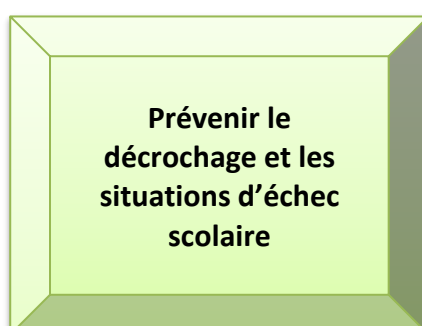 Prévenir le
décrochage et les
situations d’échec
scolaire